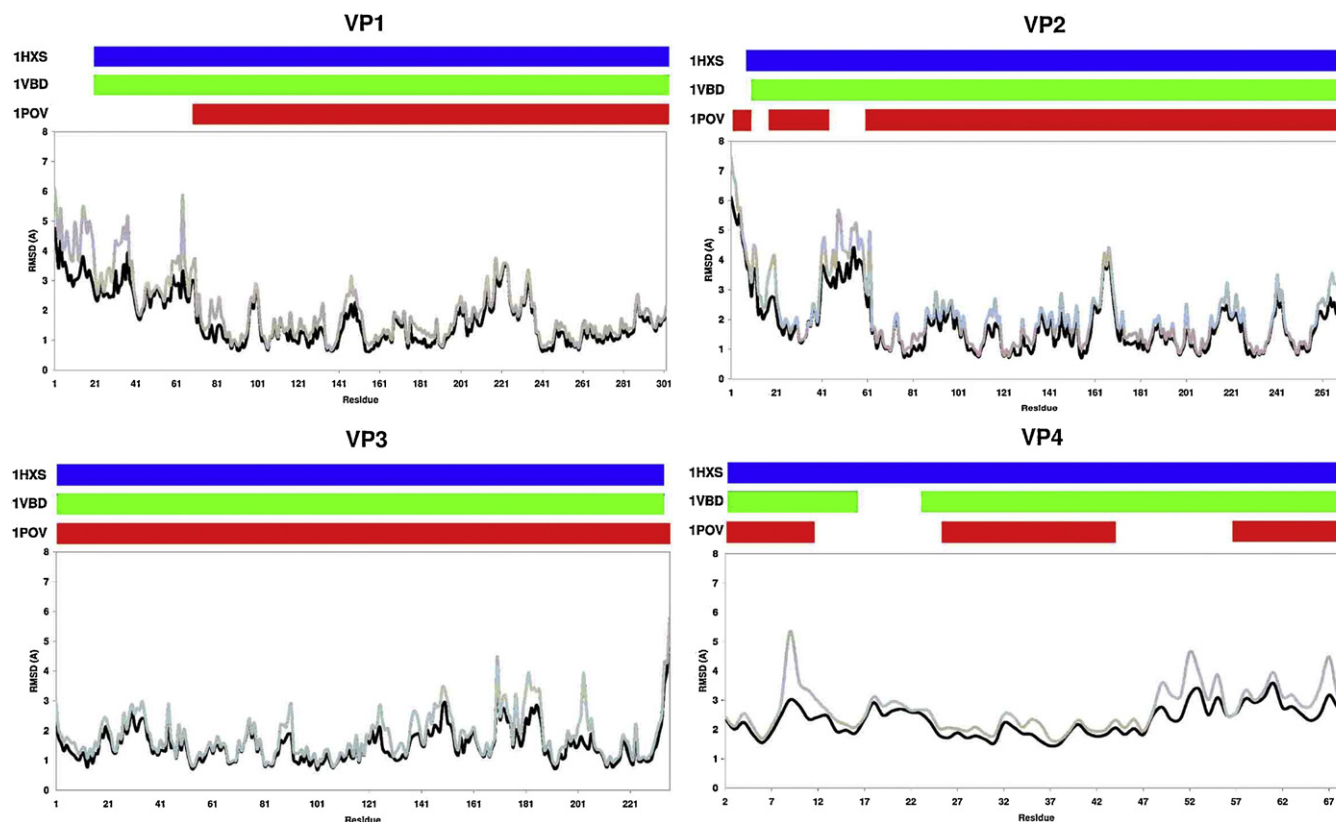 VP1
1HXS
1VBD
1POV
8
7
6
5
4
3
2
1
0
RMSD (A)
1 21 41 61 81 101 121 141 161 181 201 221 241 261 281 301
Residue
VP2
1HXS
1VBD
1POV
8
7
6
5
4
3
2
1
0
RMSD (A)
1 21 41 61 81 101 121 141 161 181 201 221 241 261
Residue
VP3
1HXS
1VBD
1POV
8
7
6
5
4
3
2
1
0
RMSD (A)
1 21 41 61 81 101 121 141 161 181 201 221
Residue
VP4
1HXS
1VBD
1POV
8
7
6
5
4
3
2
1
0
RMSD (A)
2 7 12 17 22 27 32 37 42 47 52 57 62 67
Residue